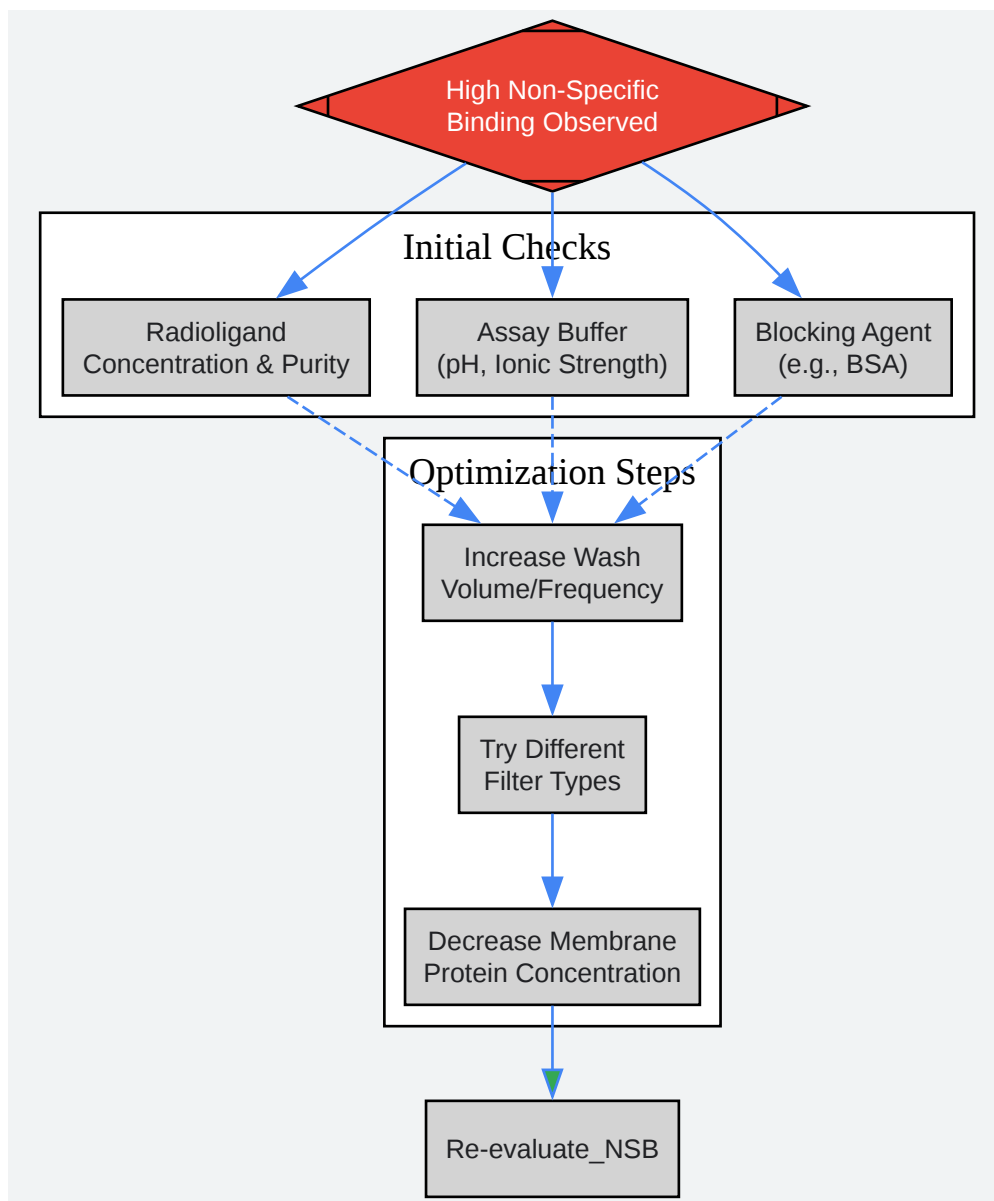 High Non-Specific
Binding Observed
Initial Checks
Radioligand
Concentration & Purity
Assay Buffer
(pH, Ionic Strength)
Blocking Agent
(e.g., BSA)
Optimization Steps
Increase Wash
Volume/Frequency
Try Different
Filter Types
Decrease Membrane
Protein Concentration
Re-evaluate_NSB